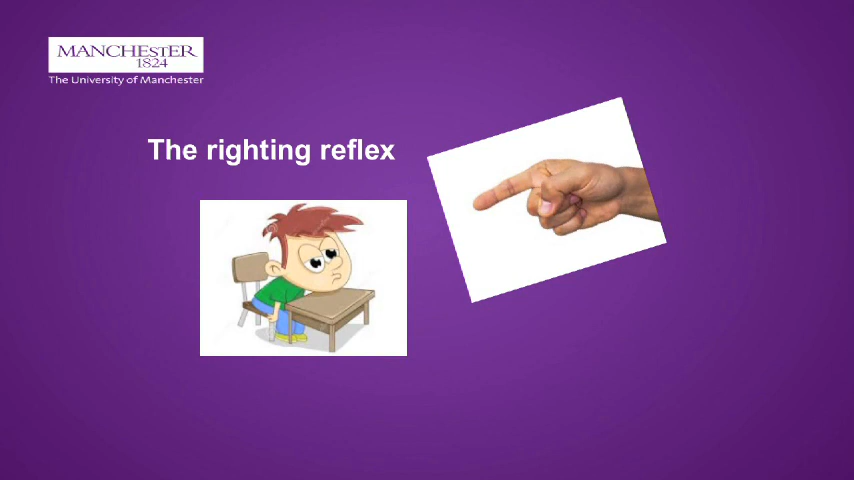 MANCHESTER
1824
The University of Manchester
The righting reflex